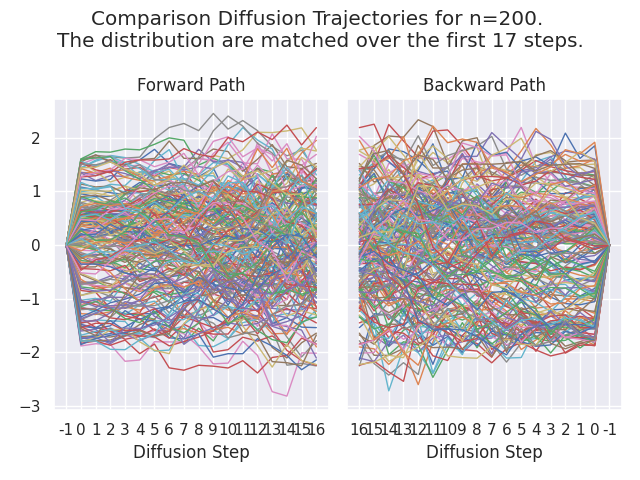 Comparison Diffusion Trajectories for n=200.
The distribution are matched over the first 17 steps.
Forward Path
Backward Path
2
1
0
−1
−2
−3
-1 0 1 2 3 4 5 6 7 8 9 10 11 12 13 14 15 16
16 15 14 13 12 11 10 9 8 7 6 5 4 3 2 1 0 -1
Diffusion Step
Diffusion Step